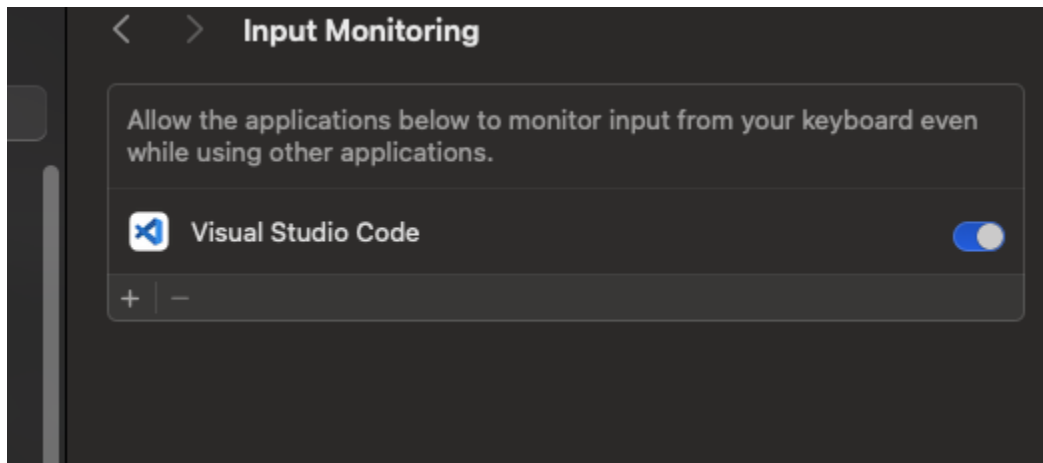 Input Monitoring
Allow the applications below to monitor input from your keyboard even
while using other applications.
Visual Studio Code